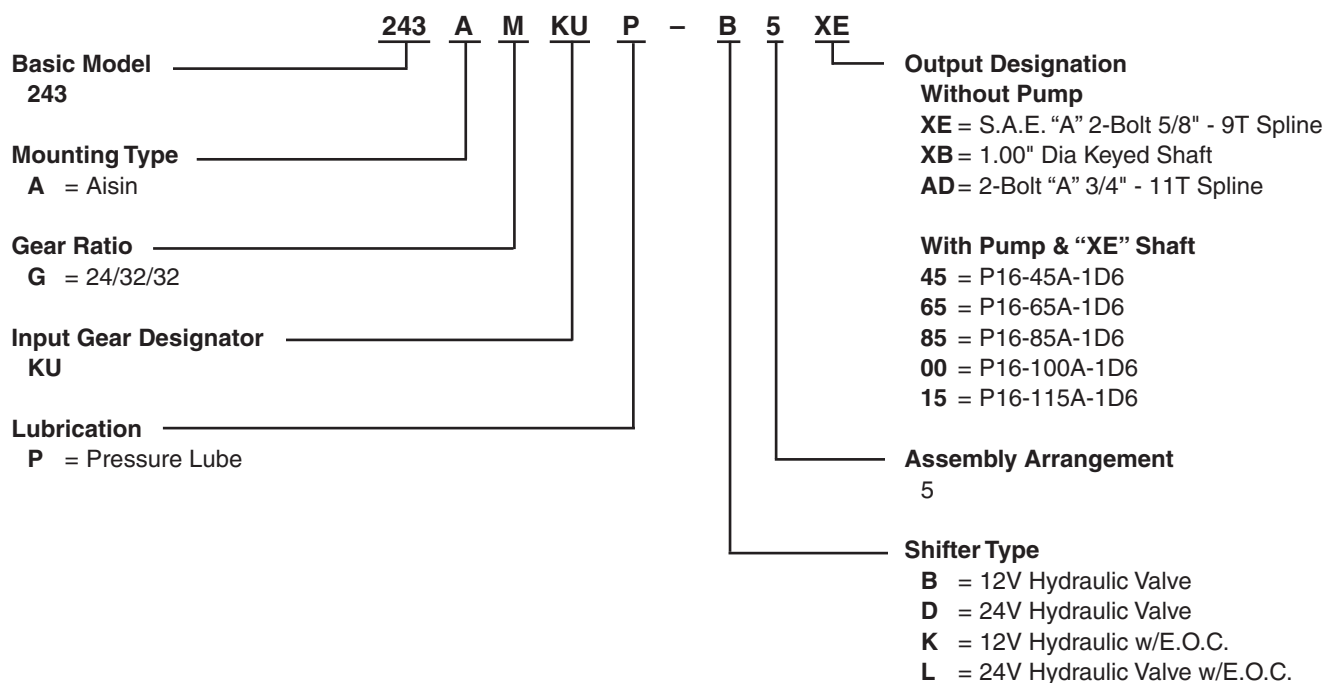 243 A M KU P – B 5 XE
Basic Model
243
Mounting Type
A = Aisin
Gear Ratio
G = 24/32/32
Input Gear Designator
KU
Lubrication
P = Pressure Lube
Output Designation
Without Pump
XE = S.A.E. “A” 2-Bolt 5/8" - 9T Spline
XB = 1.00" Dia Keyed Shaft
AD = 2-Bolt “A” 3/4" - 11T Spline
With Pump & “XE” Shaft
45 = P16-45A-1D6
65 = P16-65A-1D6
85 = P16-85A-1D6
00 = P16-100A-1D6
15 = P16-115A-1D6
Assembly Arrangement
5
Shifter Type
B = 12V Hydraulic Valve
D = 24V Hydraulic Valve
K = 12V Hydraulic w/E.O.C.
L = 24V Hydraulic Valve w/E.O.C.